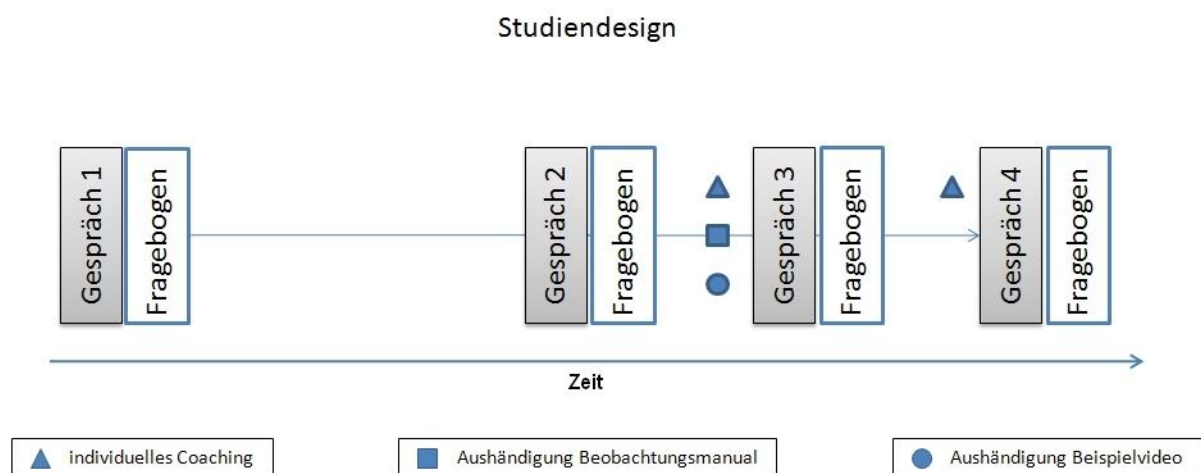 Studiendesign
Gespräch 1
Fragebogen
Gespräch 2
Fragebogen
Gespräch 3
Fragebogen
Gespräch 4
Fragebogen
Zeit
individuelles Coaching
Aushändigung Beobachtungsmanual
Aushändigung Beispielvideo